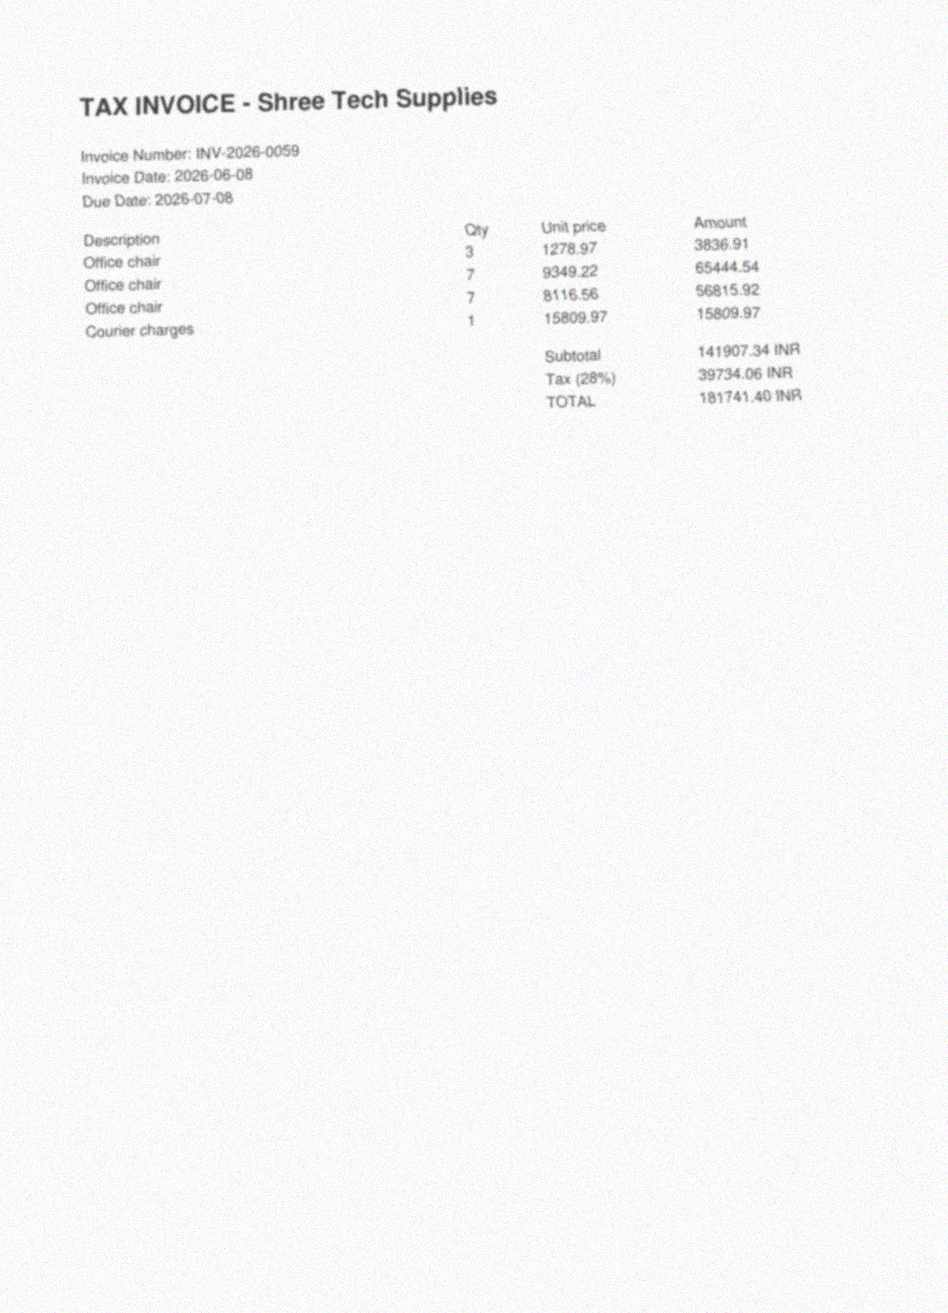 TAX INVOICE - Shree Tech Supplies
Invoice Number: INV-2026-0059
Invoice Date: 2026-06-08
Due Date: 2026-07-08
Description Qty Unit price Amount
Office chair 3 1278.97 3836.91
Office chair 7 9349.22 65444.54
Office chair 7 8116.56 56815.92
Courier charges 1 15809.97 15809.97
Subtotal 141907.34 INR
Tax (28%) 39734.06 INR
TOTAL 181741.40 INR